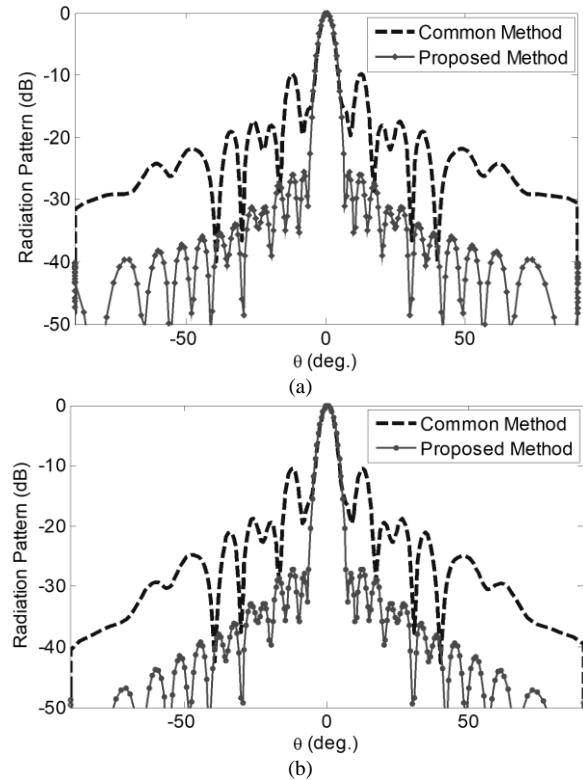 0
-10
-20
-30
-40
-50
Radiation Pattern (dB)
Common Method
Proposed Method
-50
0
50
θ (deg.)
(a)
0
-10
-20
-30
-40
-50
Radiation Pattern (dB)
Common Method
Proposed Method
-50
0
50
θ (deg.)
(b)